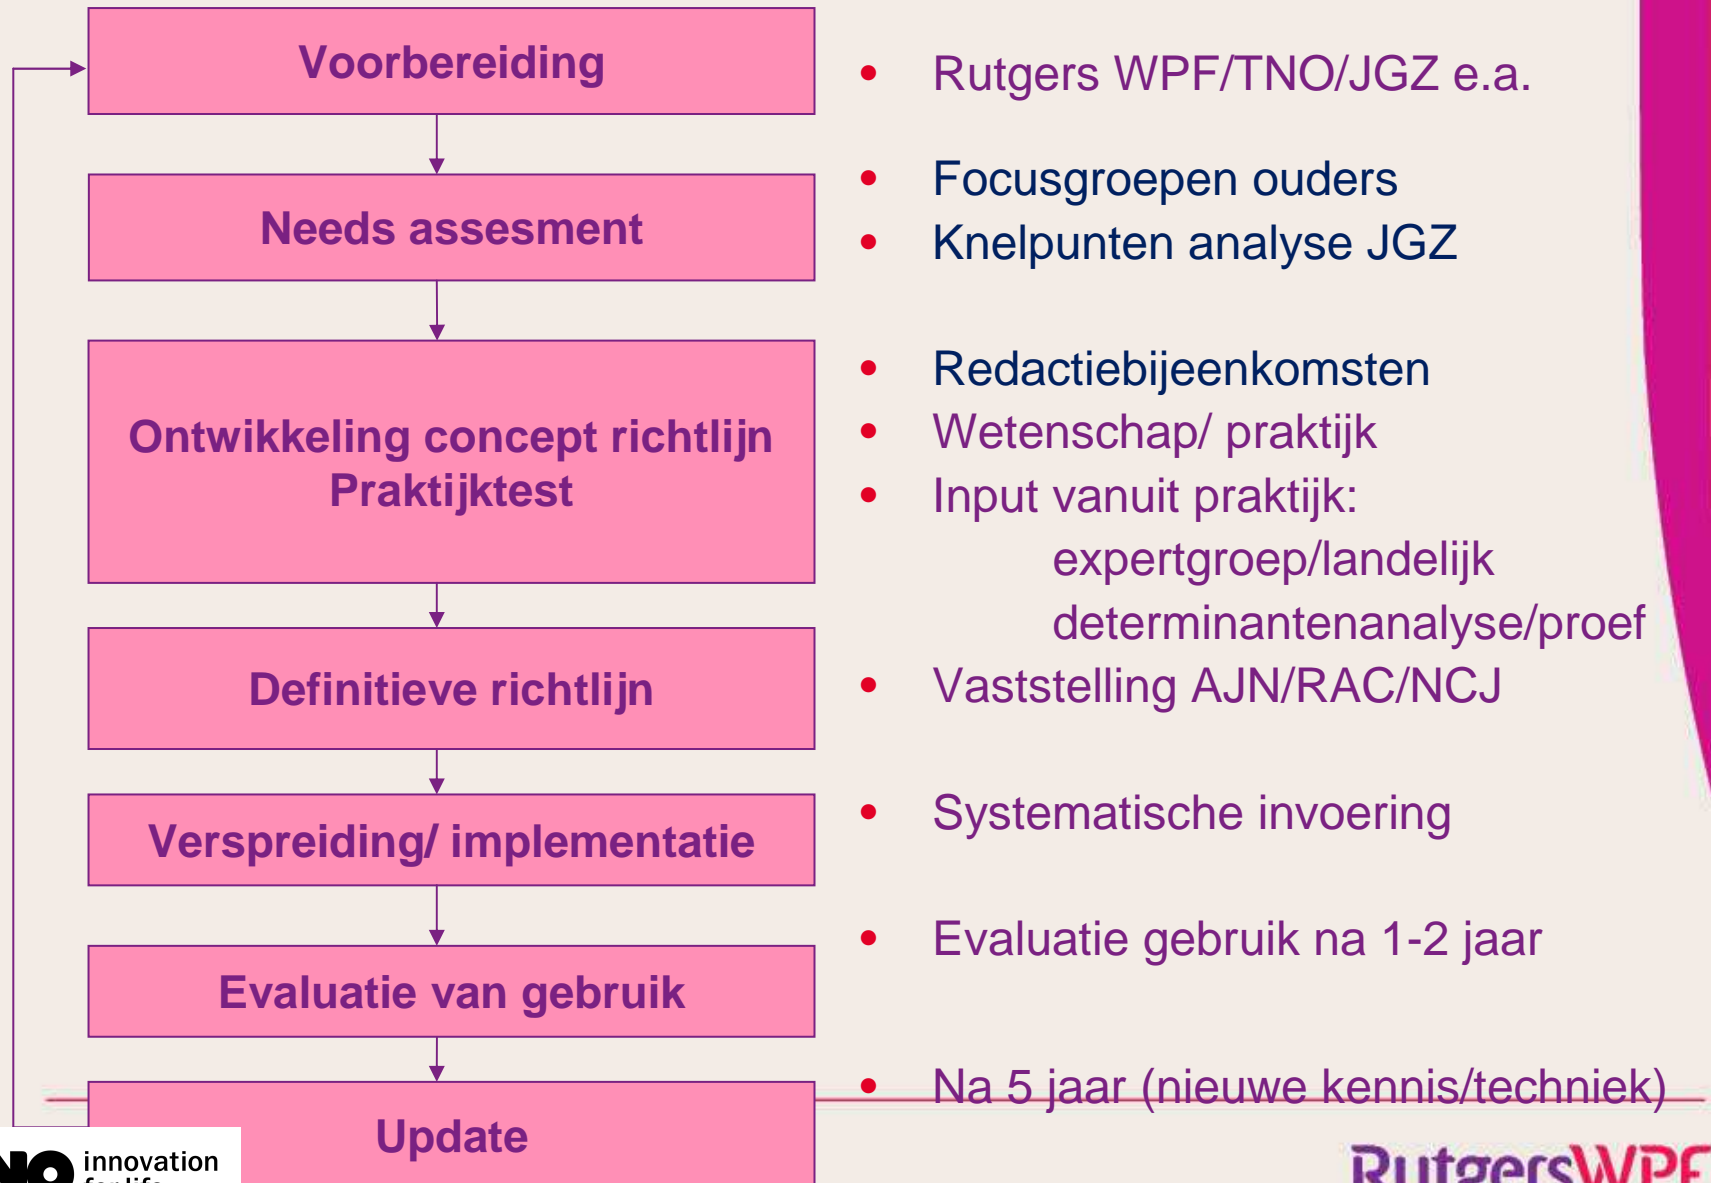 Voorbereiding
Needs assesment
Ontwikkeling concept richtlijn
Praktijktest
Definitieve richtlijn
Verspreiding/ implementatie
Evaluatie van gebruik
Update
• Rutgers WPF/TNO/JGZ e.a.
• Focusgroepen ouders
• Knelpunten analyse JGZ
• Redactiebijeenkomsten
• Wetenschap/ praktijk
• Input vanuit praktijk:
expertgroep/landelijk
determinantenanalyse/proef
• Vaststelling AJN/RAC/NCJ
• Systematische invoering
• Evaluatie gebruik na 1-2 jaar
• Na 5 jaar (nieuwe kennis/techniek)
innovation
for life
RutgersWPF